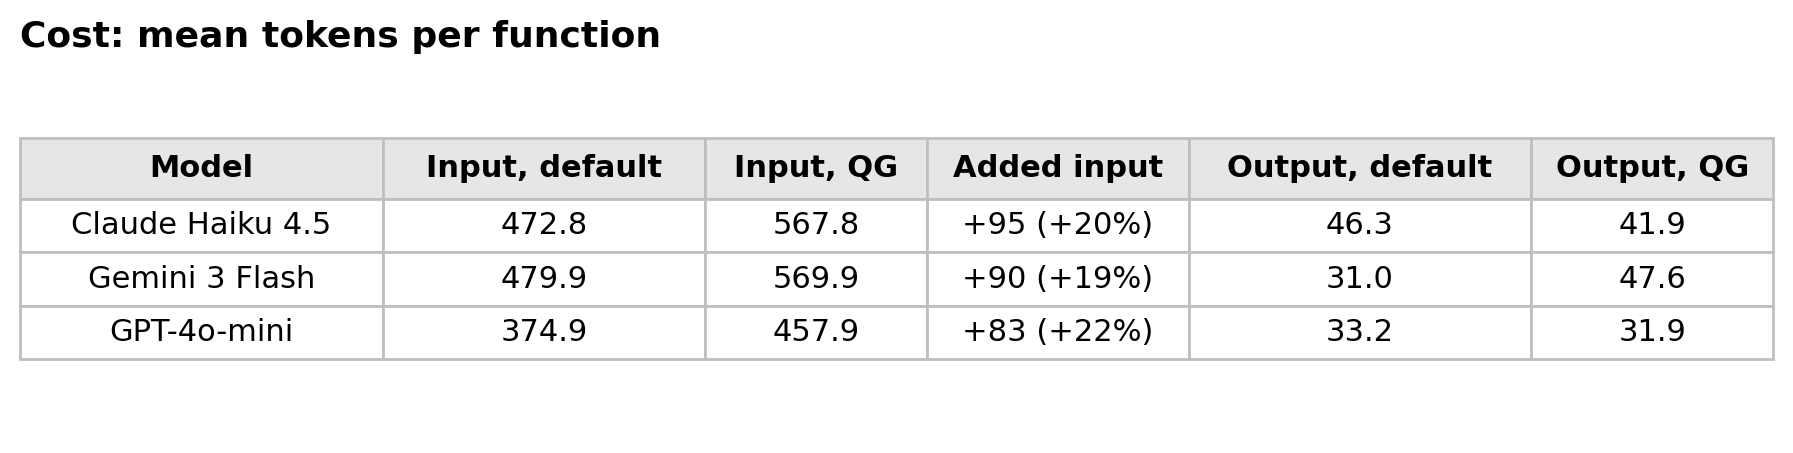 Cost: mean tokens per function
Model Input, default Input, QG Added input Output, default Output, QG
Claude Haiku 4.5 472.8 567.8 +95 (+20%) 46.3 41.9
Gemini 3 Flash 479.9 569.9 +90 (+19%) 31.0 47.6
GPT-4o-mini 374.9 457.9 +83 (+22%) 33.2 31.9